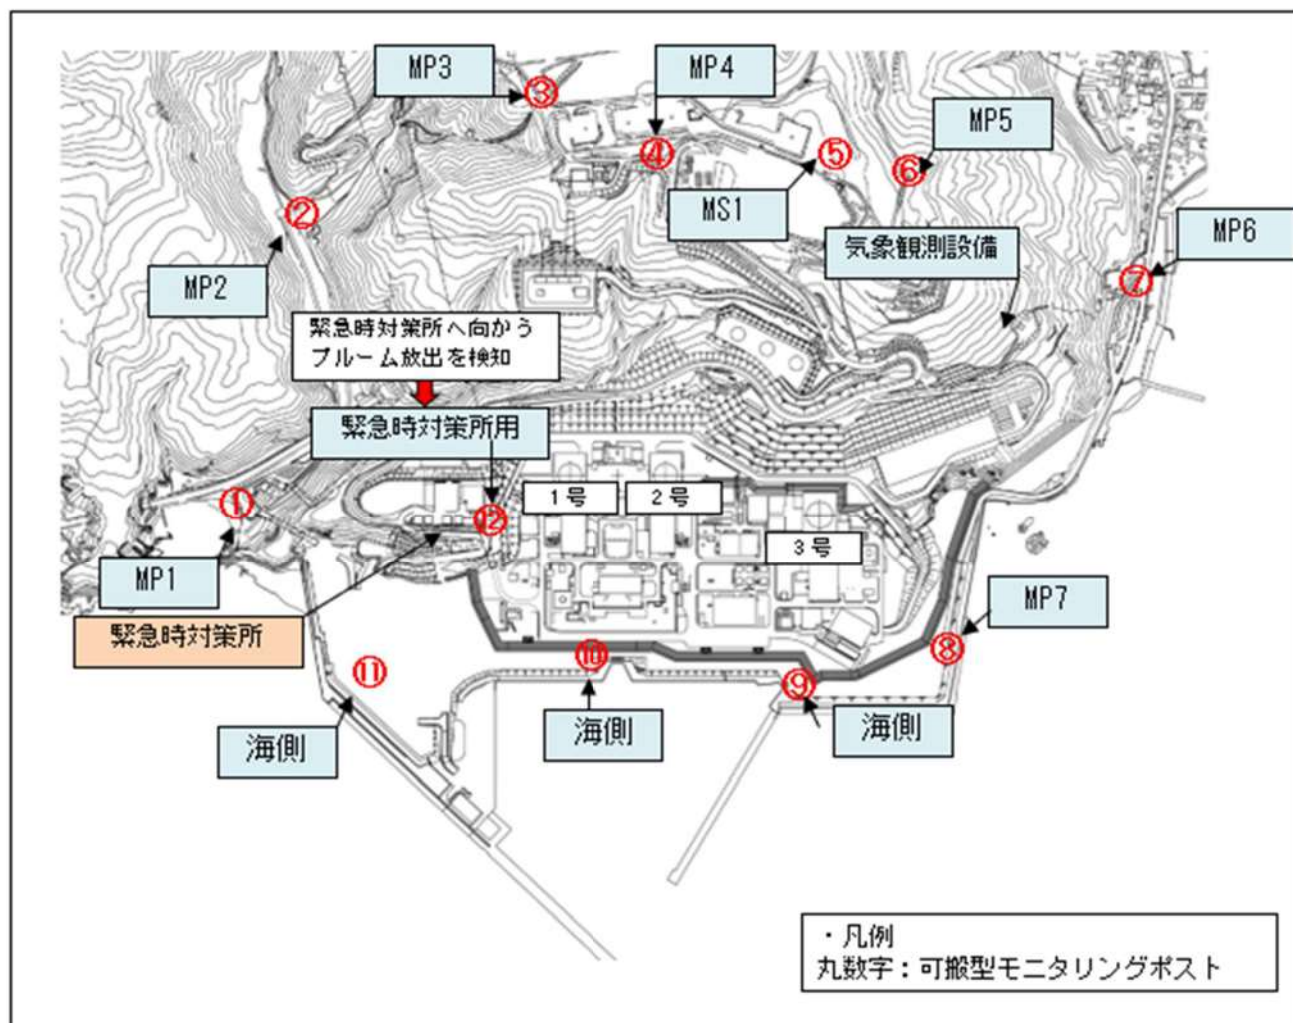 MP3
MP4
③
MP5
④
⑤
⑥
MS1
②
気象観測設備
MP6
MP2
⑦
緊急時対策所へ向かう
プルーム放出を検知
緊急時対策所用
①
1号
2号
⑫
3号
MP1
MP7
緊急時対策所
⑩
⑧
⑪
⑨
海側
海側
海側
・凡例
丸数字：可搬型モニタリングポスト